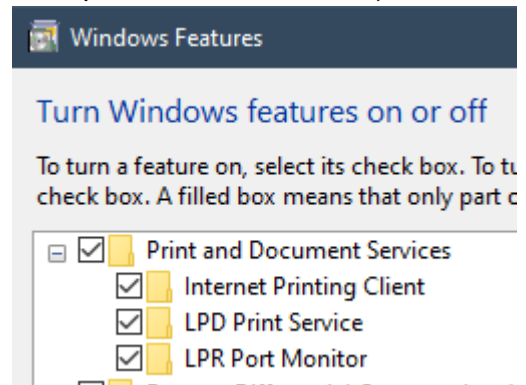 Windows Features
Turn Windows features on or off
To turn a feature on, select its check box. To
check box. A filled box means that only part
Print and Document Services
Internet Printing Client
LPD Print Service
LPR Port Monitor